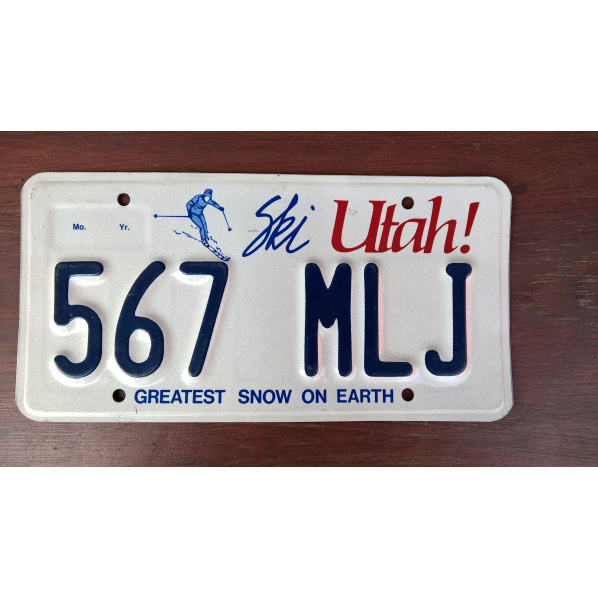 Mo. Yr.
Ski Utah!
567 MLJ
GREATEST SNOW ON EARTH